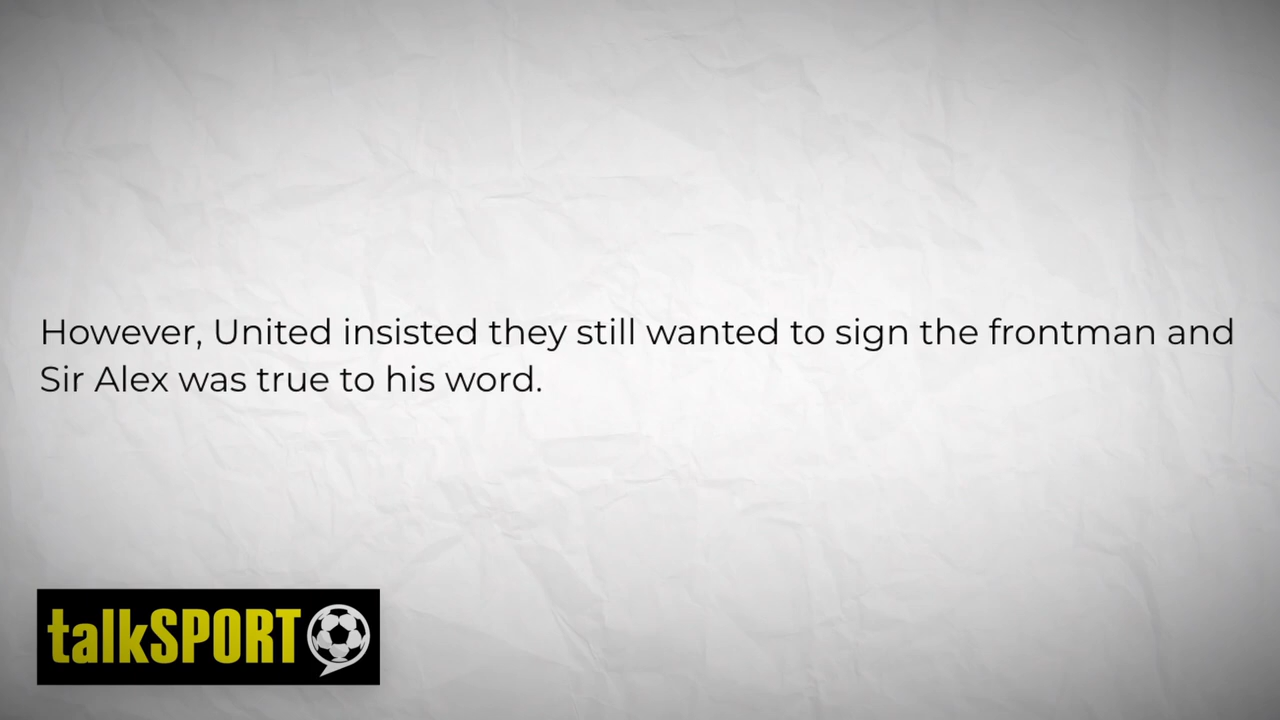 However, United insisted they still wanted to sign the frontman and
Sir Alex was true to his word.
talkSPORT